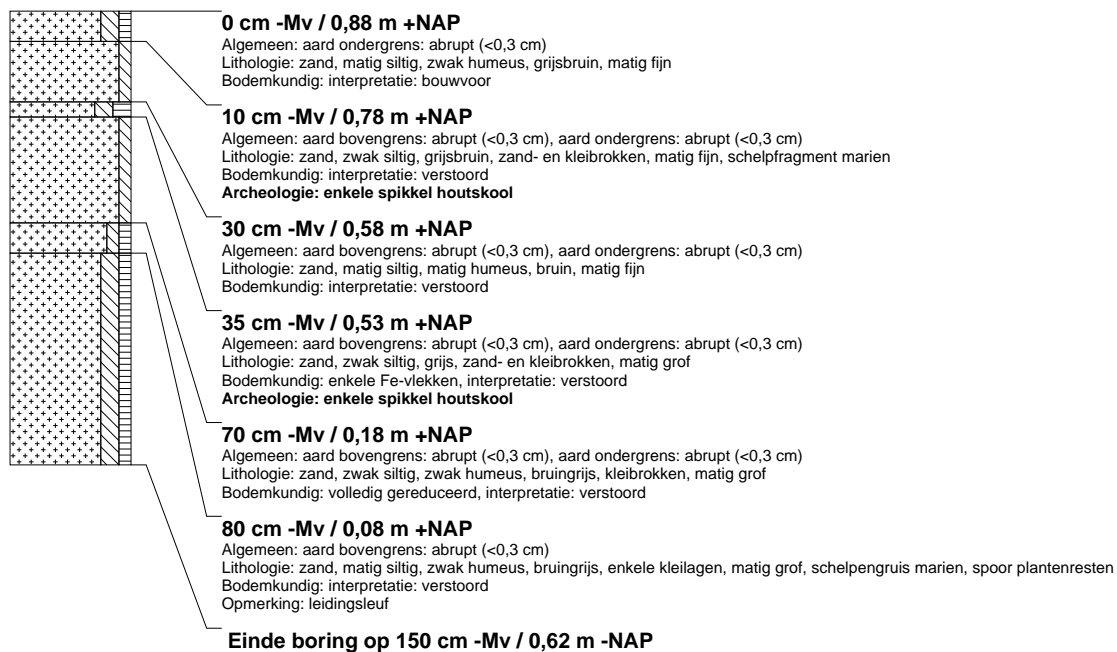 0 cm -Mv / 0,88 m +NAP
Algemeen: aard ondergrens: abrupt (<0,3 cm)
Lithologie: zand, matig siltig, zwak humeus, grijsbruin, matig fijn
Bodemkundig: interpretatie: bouwvoor
10 cm -Mv / 0,78 m +NAP
Algemeen: aard bovengrens: abrupt (<0,3 cm), aard ondergrens: abrupt (<0,3 cm)
Lithologie: zand, zwak siltig, grijsbruin, zand- en kleibrokken, matig fijn, schelpfragment marien
Bodemkundig: interpretatie: verstoord
Archeologie: enkele spikkel houtskool
30 cm -Mv / 0,58 m +NAP
Algemeen: aard bovengrens: abrupt (<0,3 cm), aard ondergrens: abrupt (<0,3 cm)
Lithologie: zand, matig siltig, matig humeus, bruin, matig fijn
Bodemkundig: interpretatie: verstoord
35 cm -Mv / 0,53 m +NAP
Algemeen: aard bovengrens: abrupt (<0,3 cm), aard ondergrens: abrupt (<0,3 cm)
Lithologie: zand, zwak siltig, grijs, zand- en kleibrokken, matig grof
Bodemkundig: enkele Fe-vlekken, interpretatie: verstoord
Archeologie: enkele spikkel houtskool
70 cm -Mv / 0,18 m +NAP
Algemeen: aard bovengrens: abrupt (<0,3 cm), aard ondergrens: abrupt (<0,3 cm)
Lithologie: zand, zwak siltig, zwak humeus, bruingrijs, kleibrokken, matig grof
Bodemkundig: volledig gereduceerd, interpretatie: verstoord
80 cm -Mv / 0,08 m +NAP
Algemeen: aard bovengrens: abrupt (<0,3 cm)
Lithologie: zand, matig siltig, zwak humeus, bruingrijs, enkele kleilagen, matig grof, schelpengruis marien, spoor plantenresten
Bodemkundig: interpretatie: verstoord
Opmerking: leidingsleuf
Einde boring op 150 cm -Mv / 0,62 m -NAP